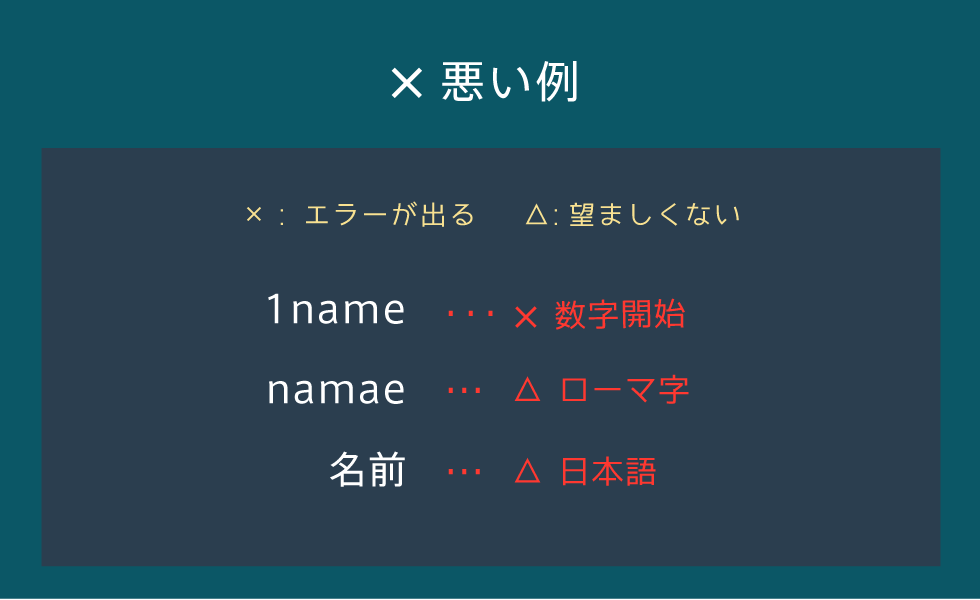 × 悪い例
×： エラーが出る　△：望ましくない
1name ･･･ × 数字開始
namae … △ ローマ字
名前 … △ 日本語